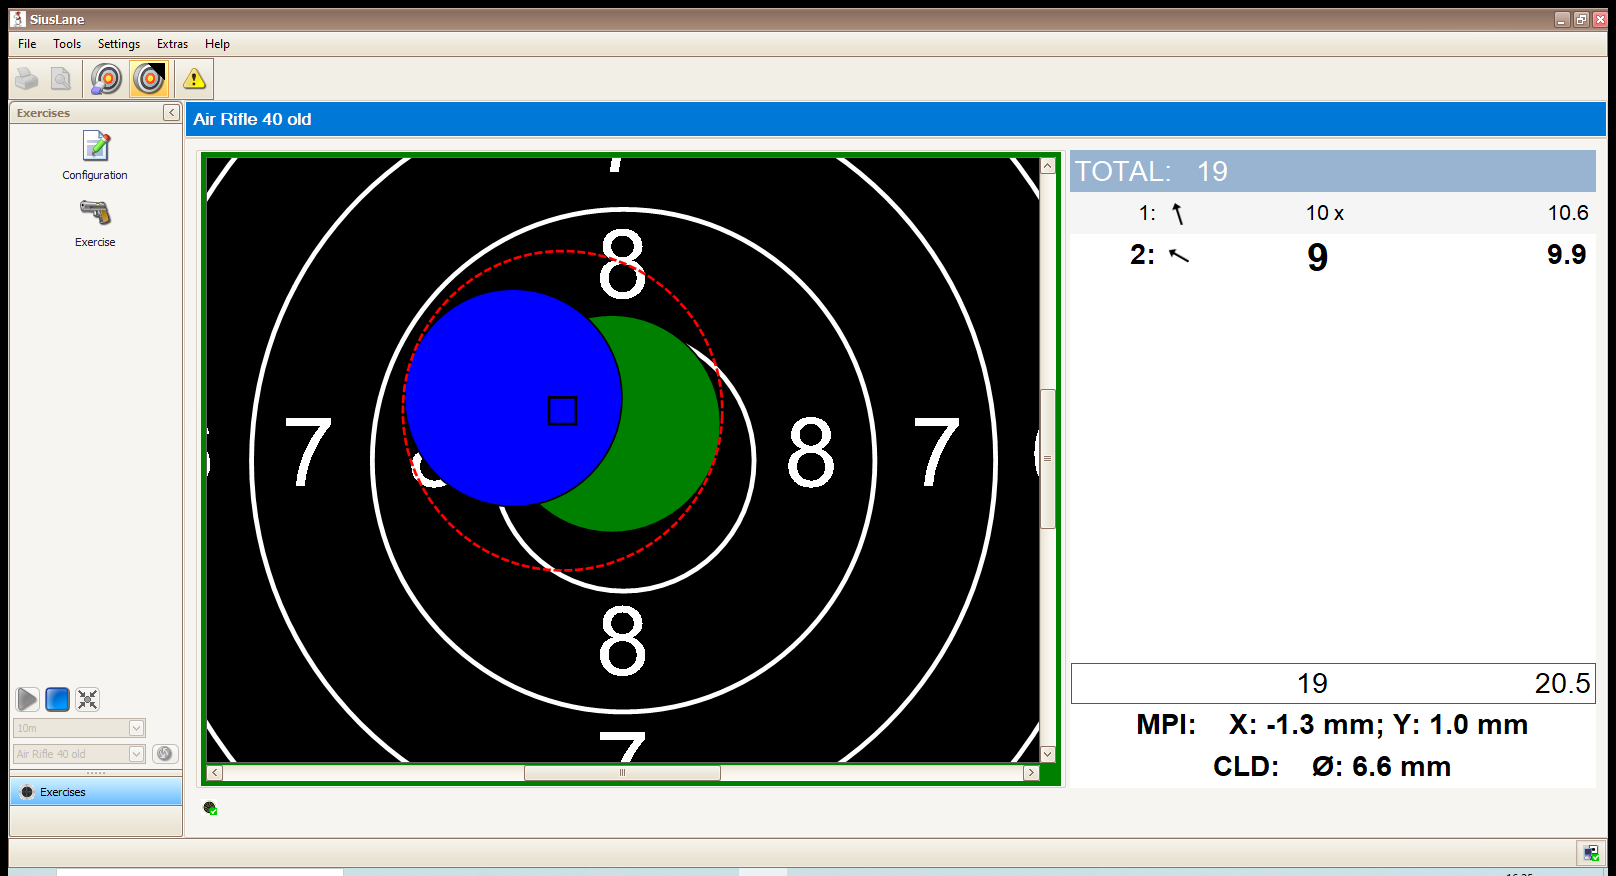 SiusLane
File Tools Settings Extras Help
Exercises
Configuration
Exercise
10m
Air Rifle 40 old
Exercises
Air Rifle 40 old
7
8
7
8
7
8
7
TOTAL: 19
1: 10 x 10.6
2: 9 9.9
19 20.5
MPI: X: -1.3 mm; Y: 1.0 mm
CLD: Ø: 6.6 mm